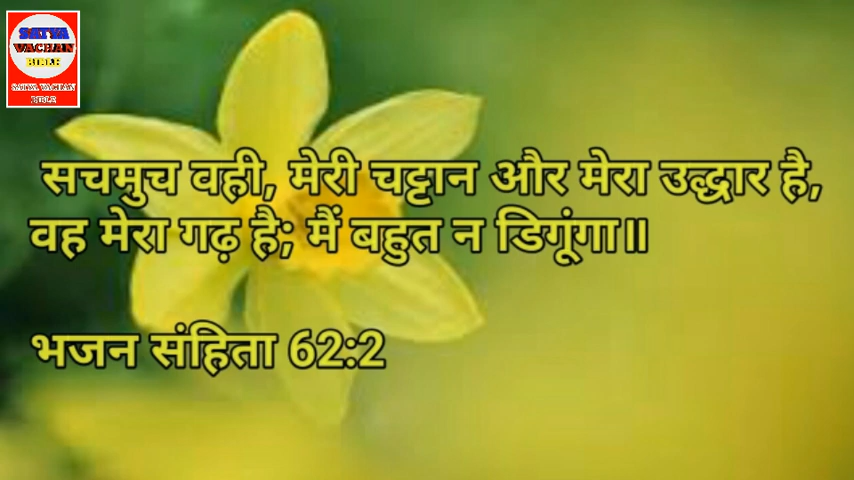 SATYA
VACHAN
BIBLE
SATYA VACHAN
BIBLE
सचमुच वही, मेरी चट्टान और मेरा उद्धार है,
वह मेरा गढ़ है; मैं बहुत न डिगूंगा॥
भजन संहिता 62:2